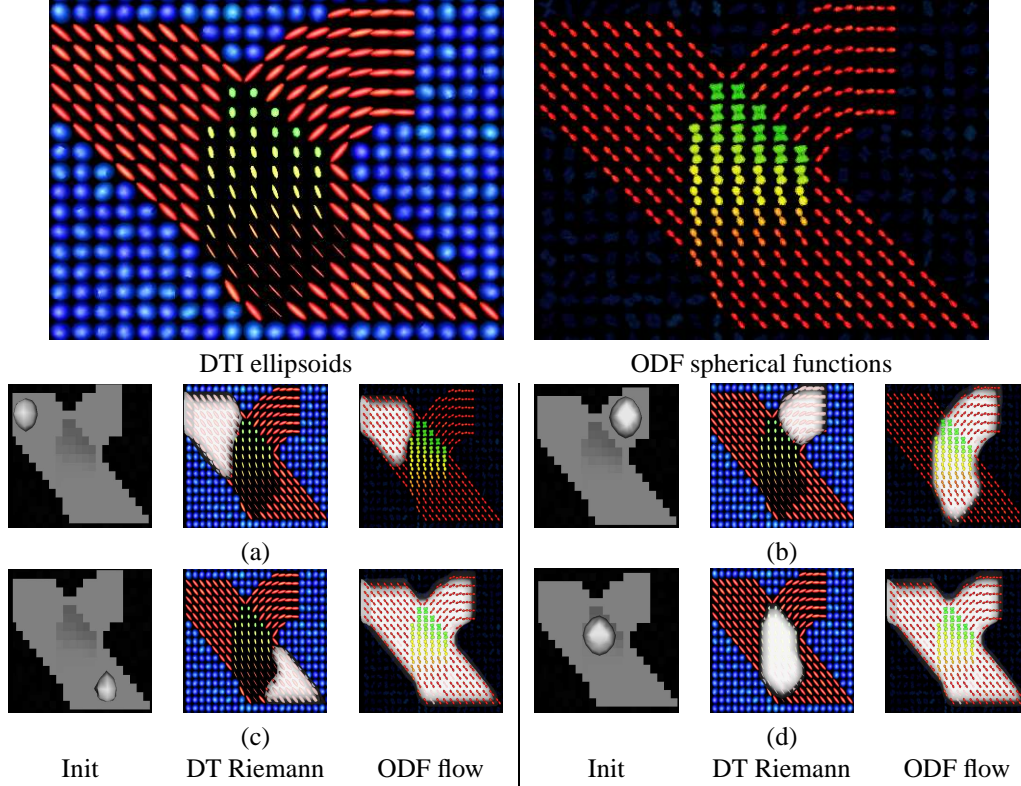 DTI ellipsoids
ODF spherical functions
(a)
(b)
(c)
(d)
Init
DT Riemann
ODF flow
Init
DT Riemann
ODF flow